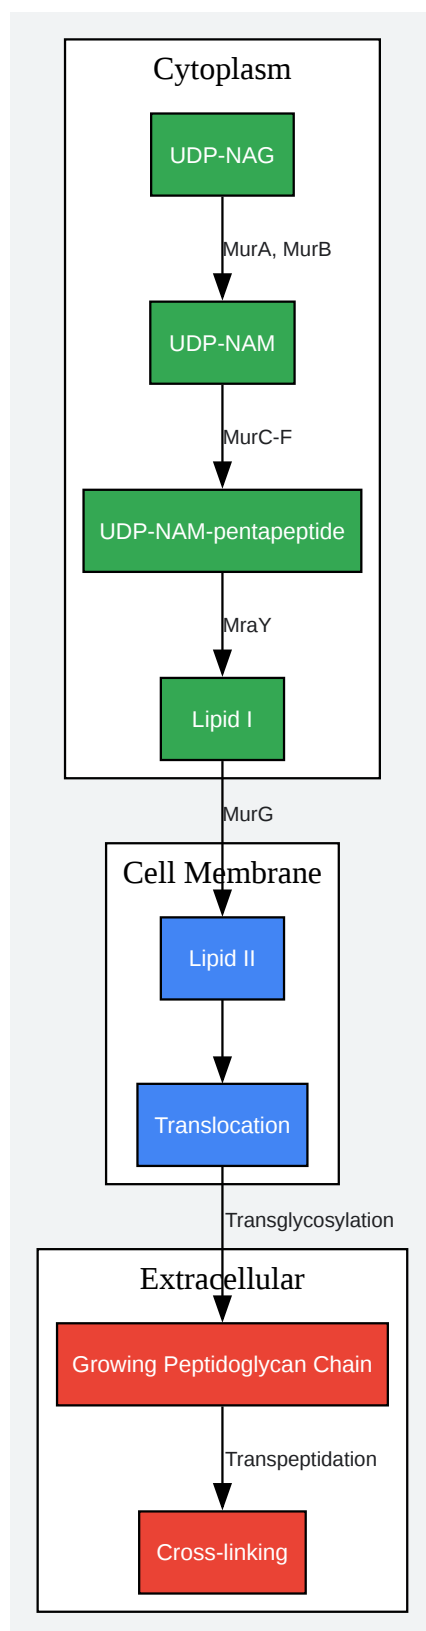 Cytoplasm
UDP-NAG
MurA, MurB
UDP-NAM
MurC-F
UDP-NAM-pentapeptide
MraY
Lipid I
MurG
Cell Membrane
Lipid II
Translocation
Transglycosylation
Extracellular
Growing Peptidoglycan Chain
Transpeptidation
Cross-linking